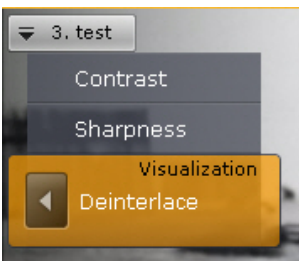 3. test
Contrast
Sharpness
Visualization
Deinterlace